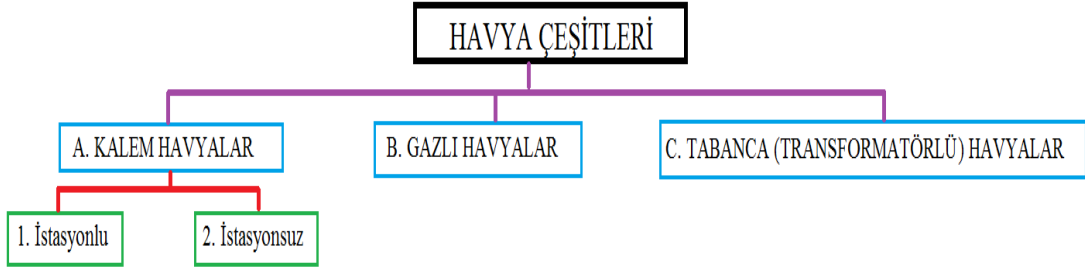 HAVYA ÇEŞİTLERİ
A. KALEM HAVYALAR
B. GAZLI HAVYALAR
C. TABANCA (TRANSFORMATÖRLÜ) HAVYALAR
1. İstasyonlu
2. İstasyonsuz